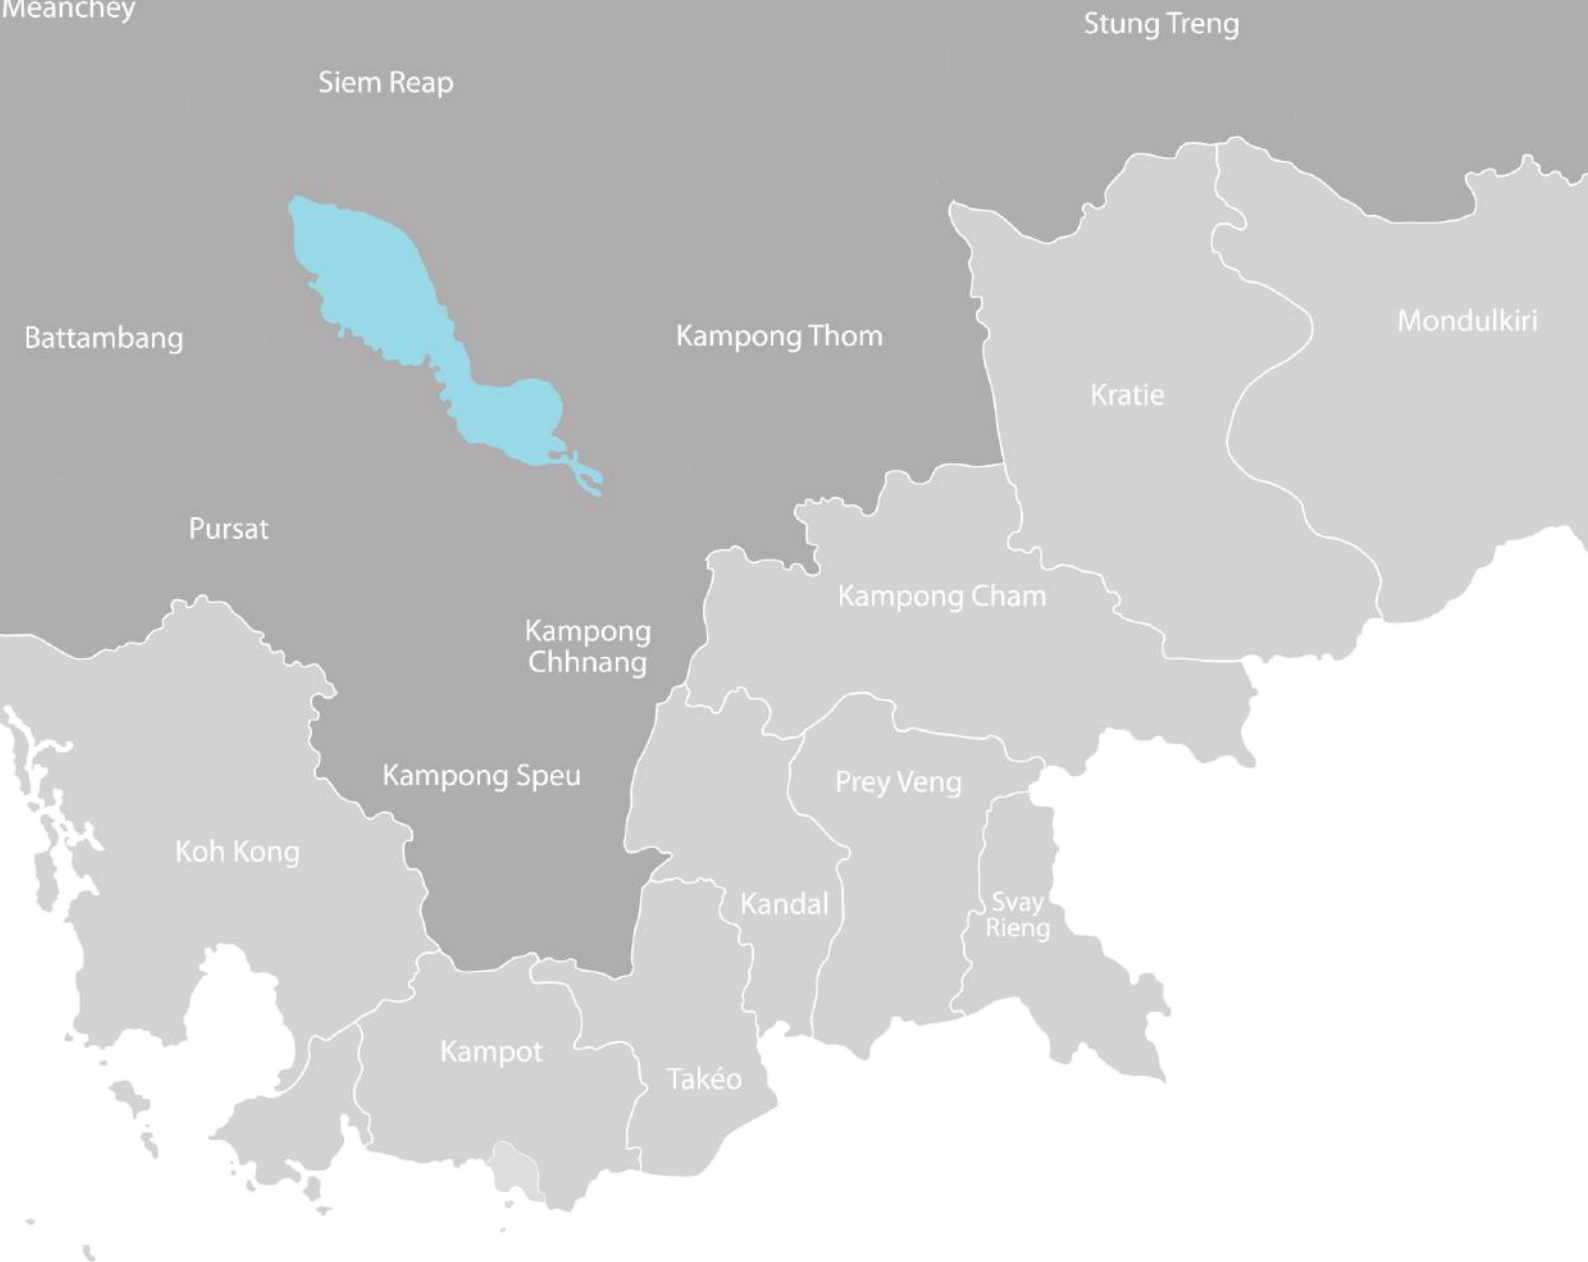 Meanchey
Stung Treng
Siem Reap
Battambang
Kampong Thom
Mondulkiri
Kratie
Pursat
Kampong Cham
Kampong
Chhnang
Kampong Speu
Prey Veng
Koh Kong
Kandal
Svay
Rieng
Kampot
Takéo